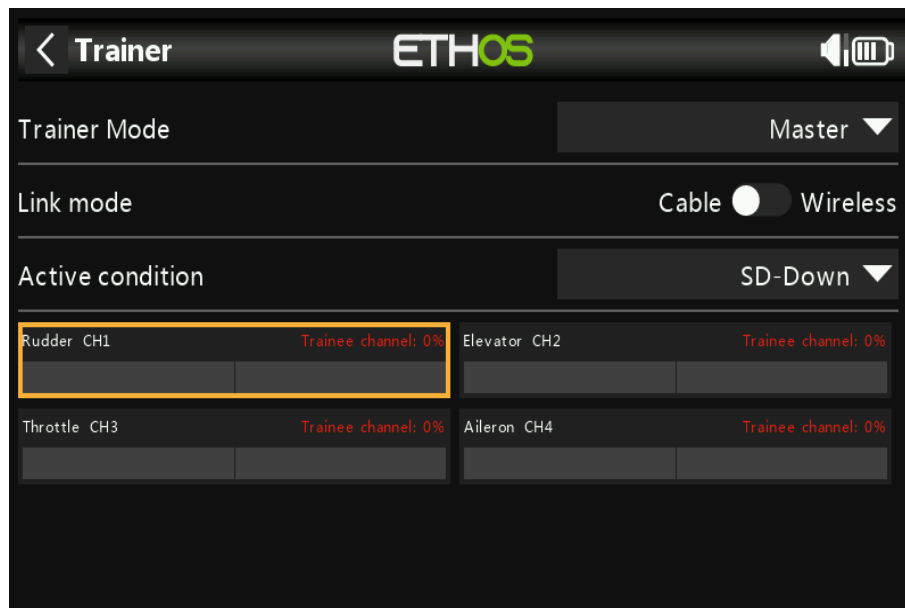 Trainer ETHOS
Trainer Mode Master
Link mode Cable Wireless
Active condition SD-Down
Rudder CH1 Trainee channel: 0% Elevator CH2 Trainee channel: 0%
Throttle CH3 Trainee channel: 0% Aileron CH4 Trainee channel: 0%